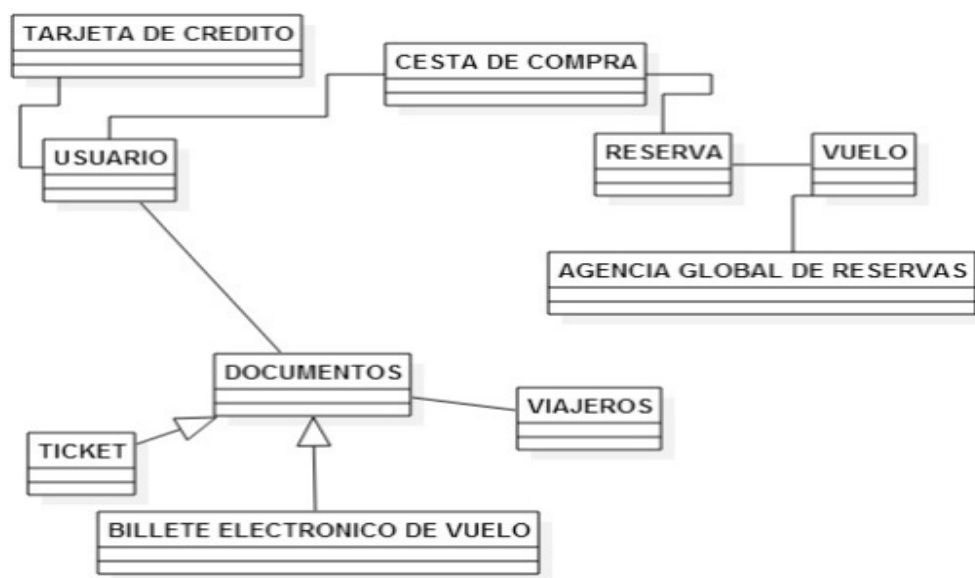 TARJETA DE CREDITO
CESTA DE COMPRA
USUARIO
RESERVA
VUELO
AGENCIA GLOBAL DE RESERVAS
DOCUMENTOS
VIAJEROS
TICKET
BILLETE ELECTRONICO DE VUELO